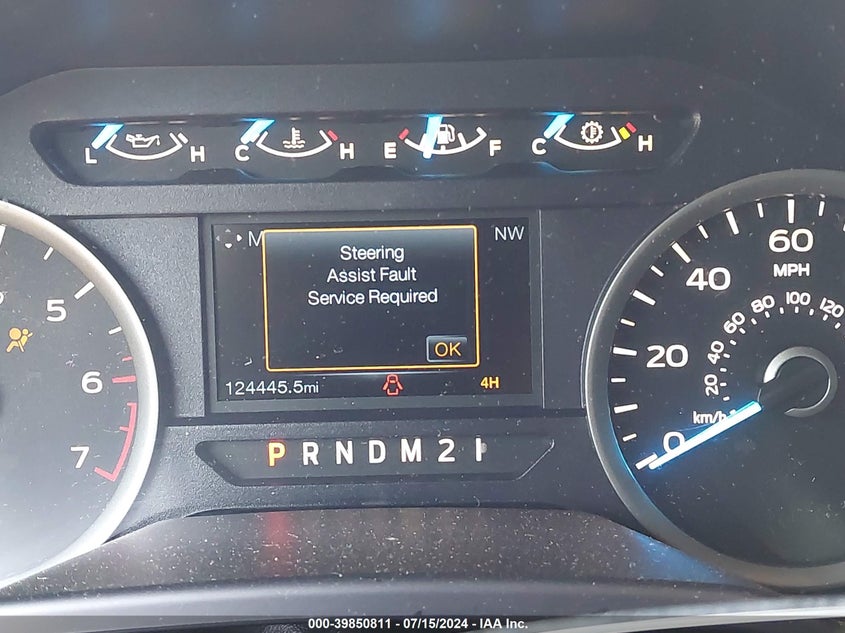 L H C H E F C H
M
NW
Steering
Assist Fault
Service Required
OK
124445.5mi
4H
P R N D M 2 1
5
6
7
0
20
40
60
MPH
km/h
20
40
60
80
100
120
000-39850811 - 07/15/2024 - IAA Inc.